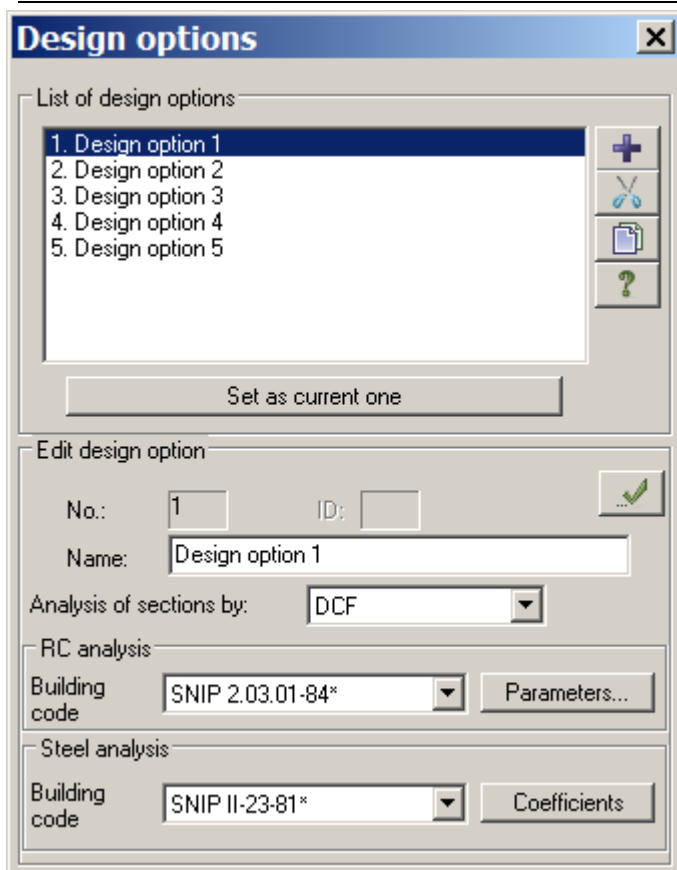 Design options
List of design options
1. Design option 1
2. Design option 2
3. Design option 3
4. Design option 4
5. Design option 5
Set as current one
Edit design option
No.: 1 ID:
Name: Design option 1
Analysis of sections by: DCF
RC analysis
Building code SNIP 2.03.01-84* Parameters...
Steel analysis
Building code SNIP II-23-81* Coefficients